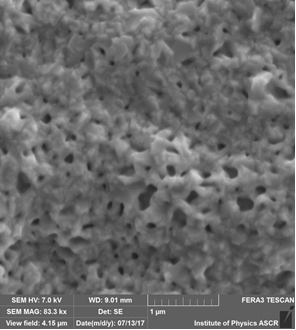 SEM HV: 7.0 kV WD: 9.01 mm FERA3 TESCAN
SEM MAG: 83.3 kx Det: SE 1 µm
View field: 4.15 µm Date(m/d/y): 07/13/17 Institute of Physics ASCR